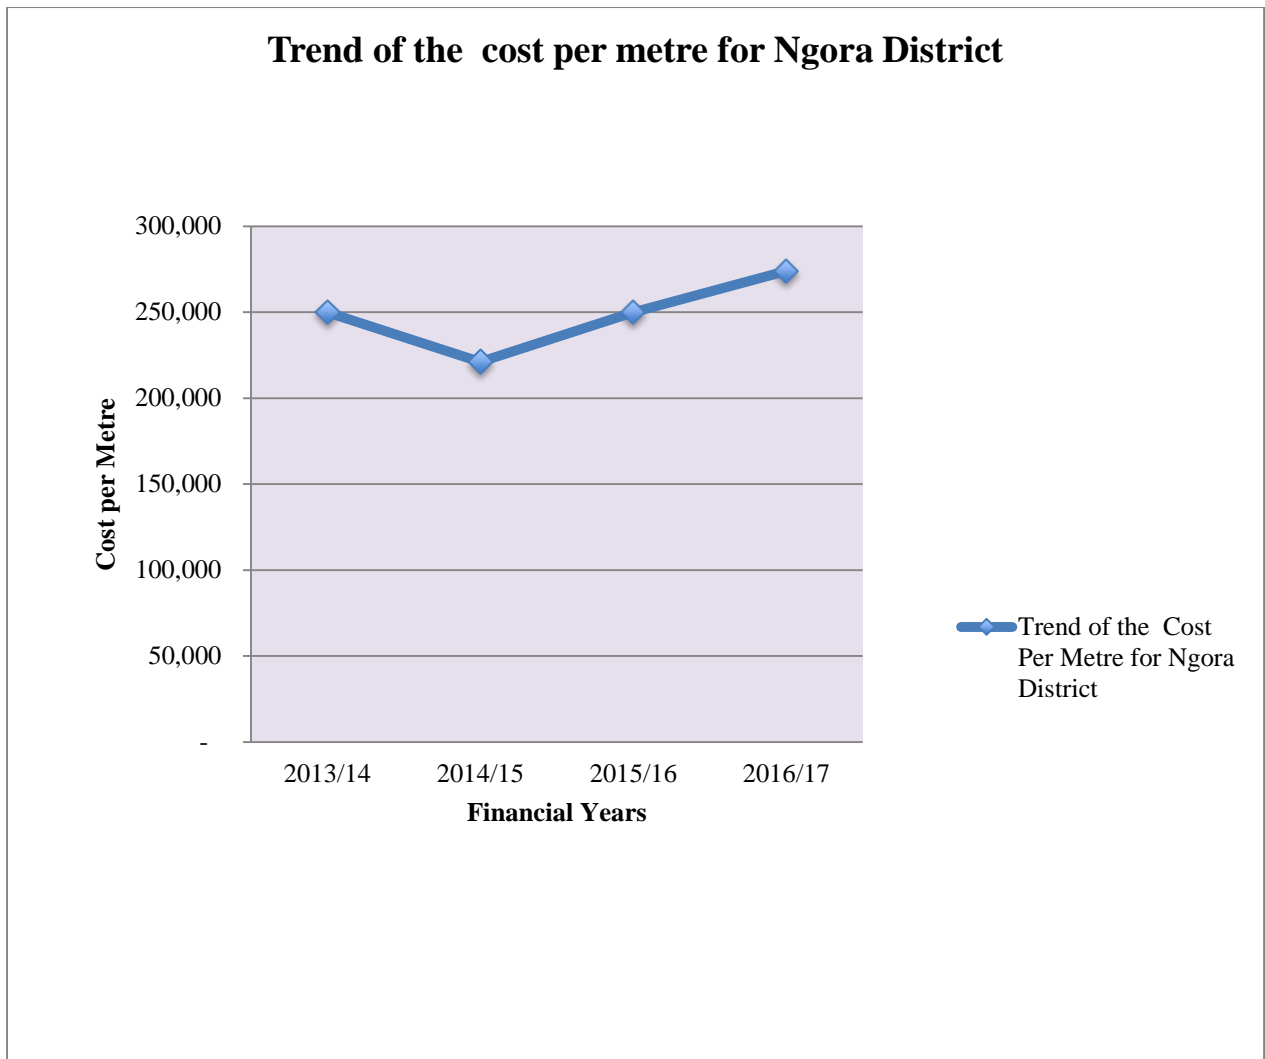 Trend of the  cost per metre for Ngora District
300,000
250,000
200,000
150,000
100,000
50,000
-
Cost per Metre
2013/14 2014/15 2015/16 2016/17
Financial Years
Trend of the  Cost
Per Metre for Ngora
District